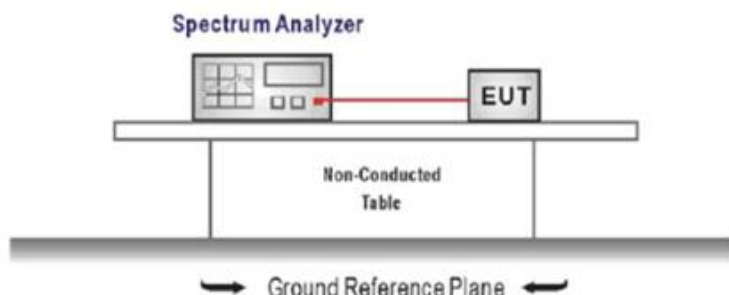 Spectrum Analyzer
EUT
Non-Conducted
Table
Ground Reference Plane